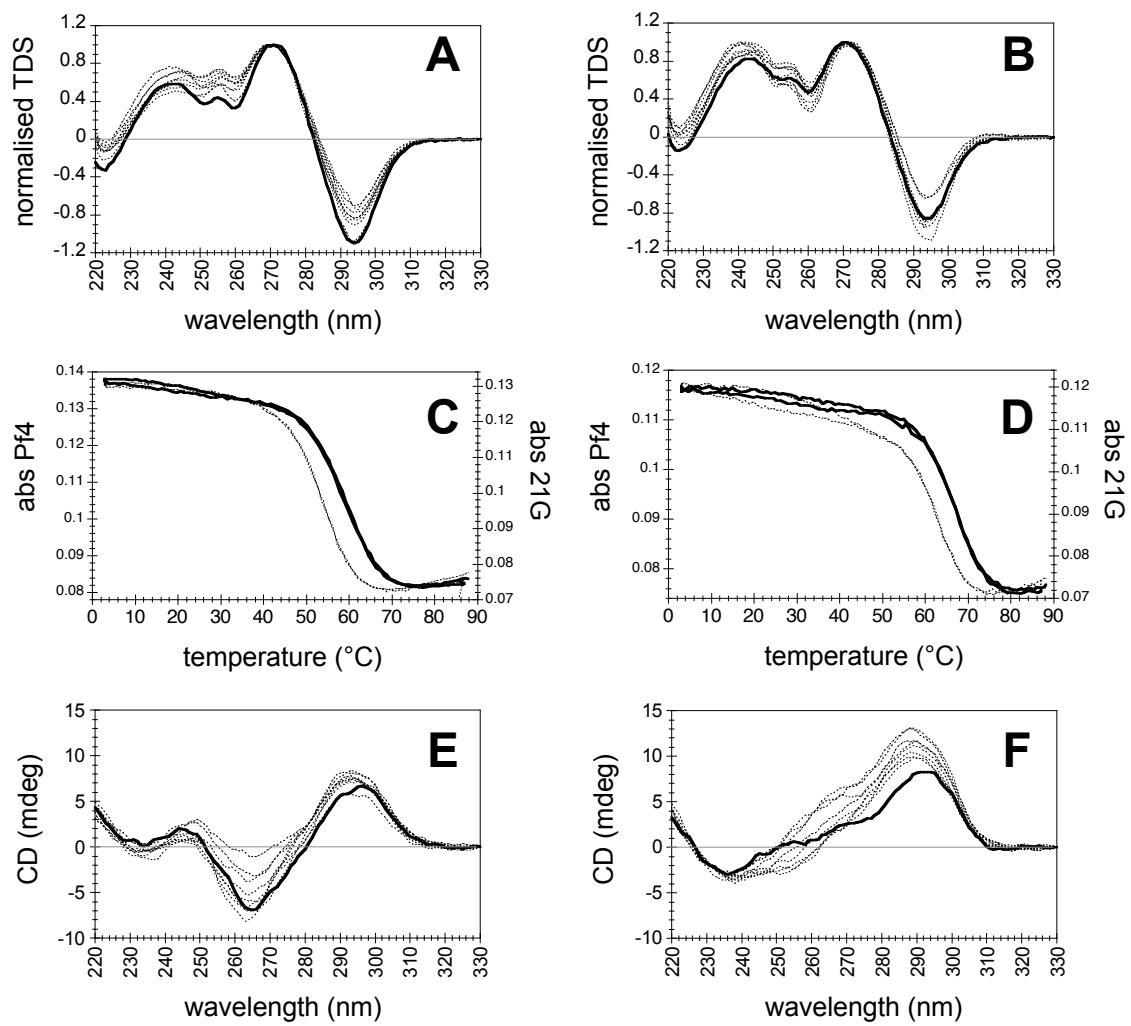 A
normalised TDS
1.2
0.8
0.4
0
-0.4
-0.8
-1.2
220 230 240 250 260 270 280 290 300 310 320 330
wavelength (nm)
B
normalised TDS
1.2
0.8
0.4
0
-0.4
-0.8
-1.2
220 230 240 250 260 270 280 290 300 310 320 330
wavelength (nm)
C
abs Pf4
0.14
0.13
0.12
0.11
0.1
0.09
0.08
abs 21G
0.13
0.12
0.11
0.1
0.09
0.08
0.07
0 10 20 30 40 50 60 70 80 90
temperature (°C)
D
abs Pf4
0.12
0.11
0.1
0.09
0.08
abs 21G
0.12
0.11
0.1
0.09
0.08
0.07
0 10 20 30 40 50 60 70 80 90
temperature (°C)
E
CD (mdeg)
15
10
5
0
-5
-10
220 230 240 250 260 270 280 290 300 310 320 330
wavelength (nm)
F
CD (mdeg)
15
10
5
0
-5
-10
220 230 240 250 260 270 280 290 300 310 320 330
wavelength (nm)